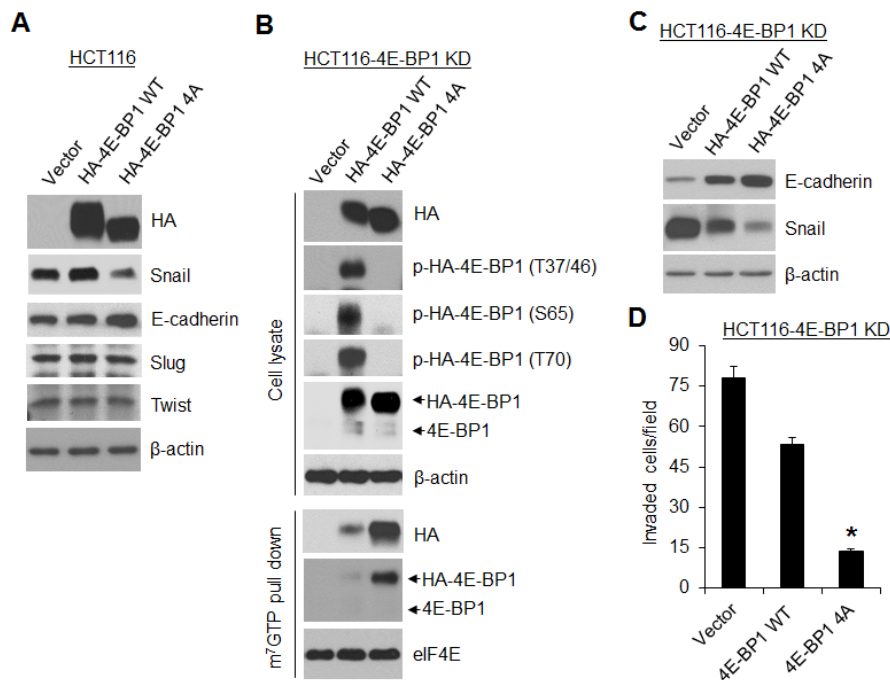 A
HCT116
Vector
HA-4E-BP1 WT
HA-4E-BP1 4A
HA
Snail
E-cadherin
Slug
Twist
β-actin
B
HCT116-4E-BP1 KD
Vector
HA-4E-BP1 WT
HA-4E-BP1 4A
Cell lysate
HA
p-HA-4E-BP1 (T37/46)
p-HA-4E-BP1 (S65)
p-HA-4E-BP1 (T70)
HA-4E-BP1
4E-BP1
β-actin
m⁷GTP pull down
HA
HA-4E-BP1
4E-BP1
eIF4E
C
HCT116-4E-BP1 KD
Vector
HA-4E-BP1 WT
HA-4E-BP1 4A
E-cadherin
Snail
β-actin
D
HCT116-4E-BP1 KD
Invaded cells/field
90
75
60
45
30
15
0
*
Vector
4E-BP1 WT
4E-BP1 4A